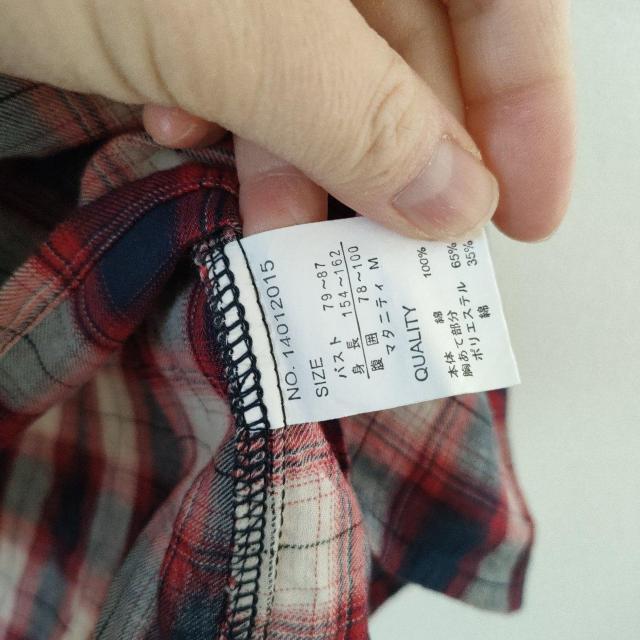 NO. 14012015
SIZE
バスト 79~87
身 長 154~162
腹 囲 78~100
マタニティ M
QUALITY
本体 綿 100%
胸あて部分
ポリエステル 65%
綿 35%